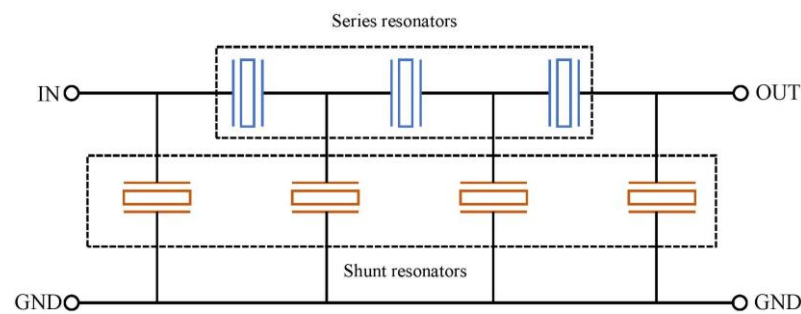 Series resonators
IN
OUT
Shunt resonators
GND
GND